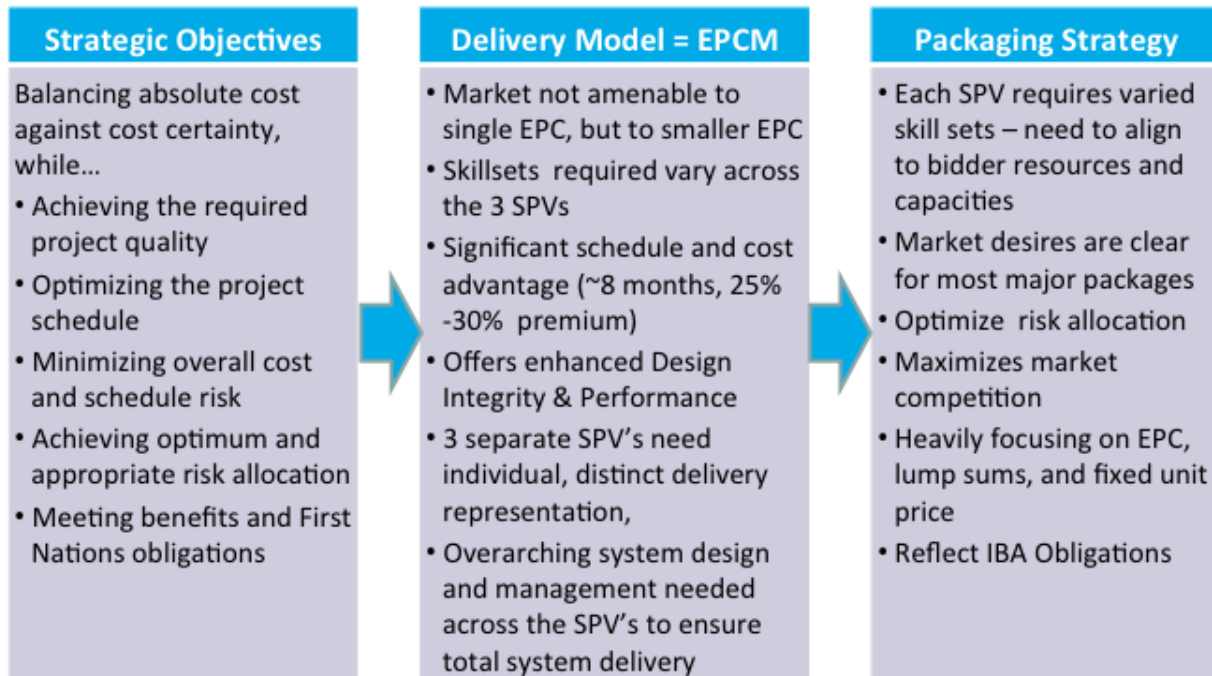 Strategic Objectives
Balancing absolute cost
against cost certainty,
while…
• Achieving the required
project quality
• Optimizing the project
schedule
• Minimizing overall cost
and schedule risk
• Achieving optimum and
appropriate risk allocation
• Meeting benefits and First
Nations obligations
Delivery Model = EPCM
• Market not amenable to
single EPC, but to smaller EPC
• Skillsets required vary across
the 3 SPVs
• Significant schedule and cost
advantage (~8 months, 25%
-30% premium)
• Offers enhanced Design
Integrity & Performance
• 3 separate SPV's need
individual, distinct delivery
representation,
• Overarching system design
and management needed
across the SPV's to ensure
total system delivery
Packaging Strategy
• Each SPV requires varied
skill sets – need to align
to bidder resources and
capacities
• Market desires are clear
for most major packages
• Optimize risk allocation
• Maximizes market
competition
• Heavily focusing on EPC,
lump sums, and fixed unit
price
• Reflect IBA Obligations